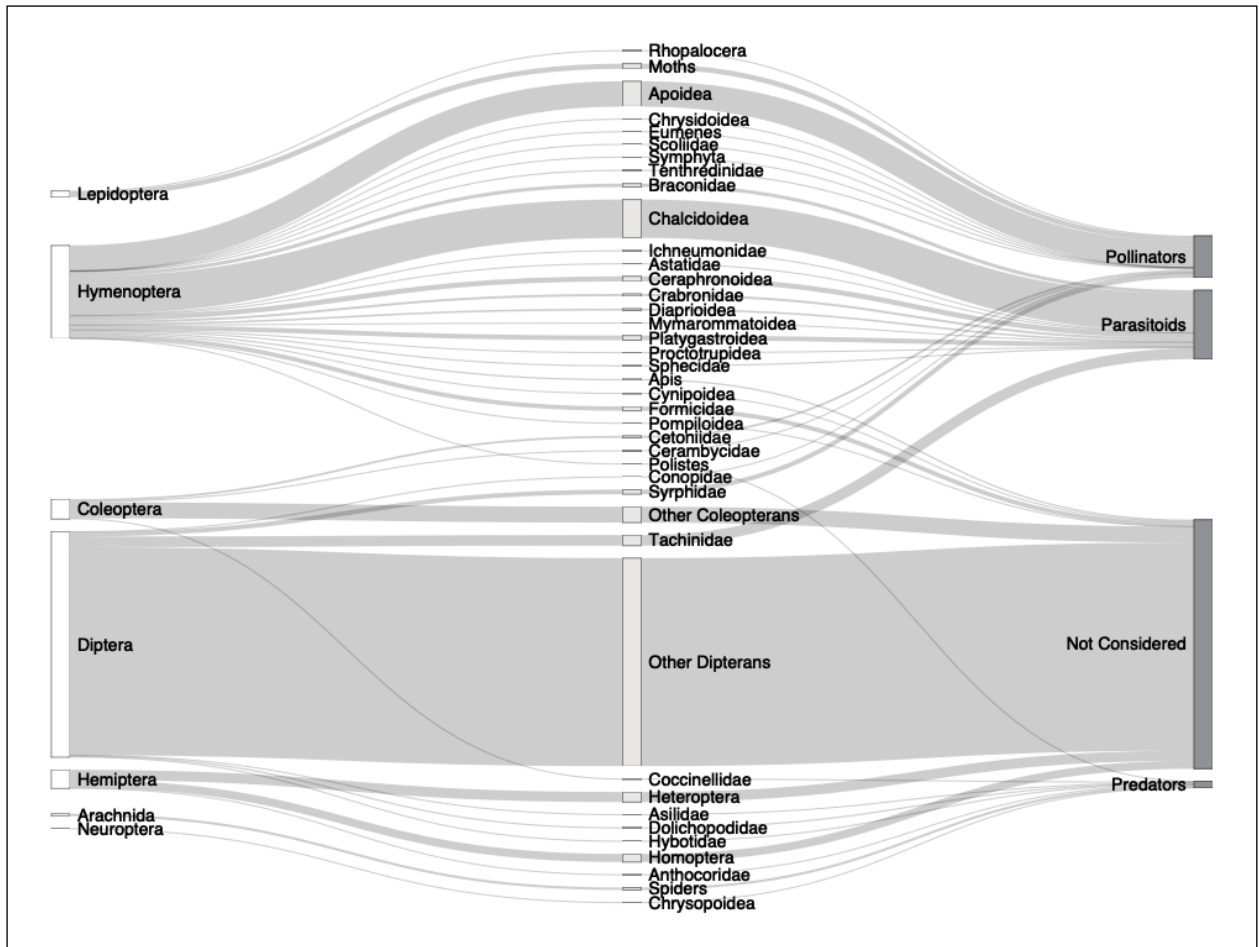 Rhopalocera
Moths
Apoidea
Chrysidoidea
Eumenes
Scoliidae
Symphyta
Tenthredinidae
Braconidae
Lepidoptera
Chalcidoidea
Ichneumonidae
Pollinators
Astatidae
Ceraphronoidea
Hymenoptera
Crabronidae
Diaprioidea
Mymarommatoidea
Parasitoids
Platygastroidea
Proctotrupidea
Sphecidae
Apis
Cynipoidea
Formicidae
Pompiloidea
Cetoniidae
Cerambycidae
Polistes
Conopidae
Syrphidae
Coleoptera
Other Coleopterans
Tachinidae
Diptera
Not Considered
Other Dipterans
Hemiptera
Coccinellidae
Predators
Heteroptera
Arachnida
Asilidae
Neuroptera
Dolichopodidae
Hybotidae
Homoptera
Anthocoridae
Spiders
Chrysopoidea